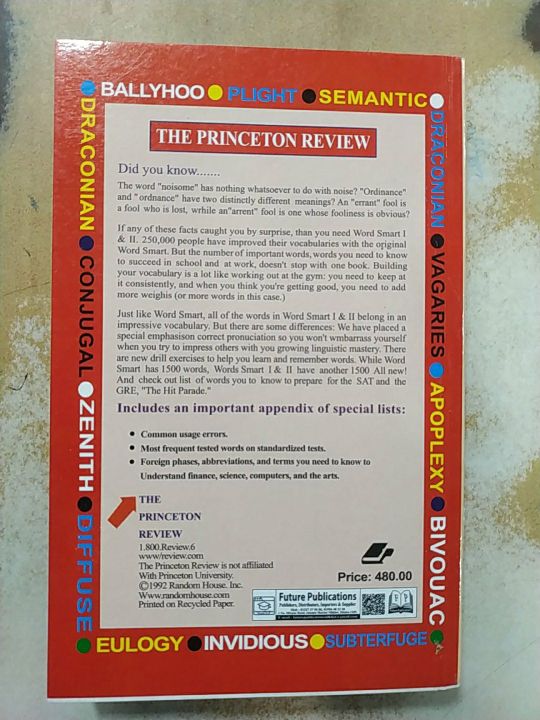 BALLYHOO PLIGHT SEMANTIC
DRACONIAN CONJUGAL ZENITH DIFFUSE
DRACONIAN VAGARIES APOPLEXY BIVOUAC
THE PRINCETON REVIEW
Did you know.......
The word "noisome" has nothing whatsoever to do with noise? "Ordinance"
and "ordnance" have two distinctly different meanings? An "errant" fool is
a fool who is lost, wrhile an"arrent" fool is one whose fooliness is obvious?
If any of these facts caught you by surprise, than you need Word Smart I
& II. 250,000 people have improved their vocabularies with the orginal
Word Smart. But the number of important words, words you need to know
to succeed in school and at work, doesn't stop with one book. Building
your vocabulary is a lot like working out at the gym: you need to keep at
it consistently, and when you think you're getting good, you need to add
more weighis (or more words in this case.)
Just like Word Smart, all of the words in Word Smart I & II belong in an
impressive vocabulary. But there are some differences: We have placed a
special emphasison correct pronuciation so you won't wmbarrass yourself
when you try to impress others with you growing linguistic mastery. There
are new drill exercises to help you learn and remember words. While Word
Smart has 1500 words, Words Smart I & II have another 1500 All new!
And check out list of words you to know to prepare for the SAT and the
GRE, "The Hit Parade."
Includes an important appendix of special lists:
• Common usage errors.
• Most frequent tested words on standardized tests.
• Foreign phases, abbreviations, and terms you need to know to
Understand finance, science, computers, and the arts.
THE
PRINCETON
REVIEW
1.800.Review.6
www/review.com
The Princeton Review is not affiliated
With Princeton University.
©1992 Random House. Inc.
Www.randomhouse.com
Printed on Recycled Paper.
Price: 480.00
Future Publications
Publishers, Distributors, Importers & Supplier
EULOGY INVIDIOUS SUBTERFUGE